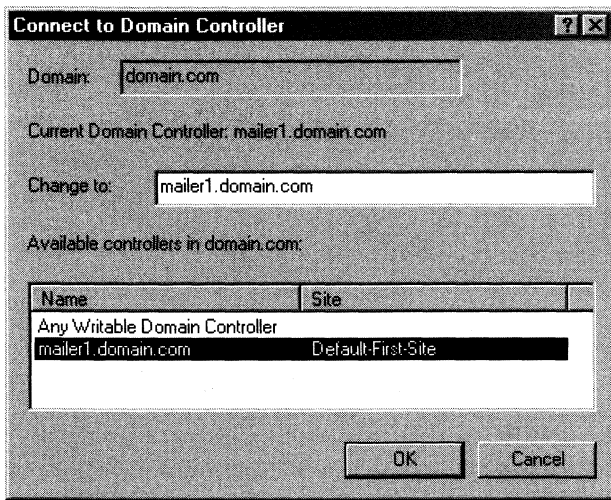 Connect to Domain Controller
Domain: domain.com
Current Domain Controller: mailer1.domain.com
Change to: mailer1.domain.com
Available controllers in domain.com:
Name Site
Any Writable Domain Controller
mailer1.domain.com Default-First-Site
OK Cancel